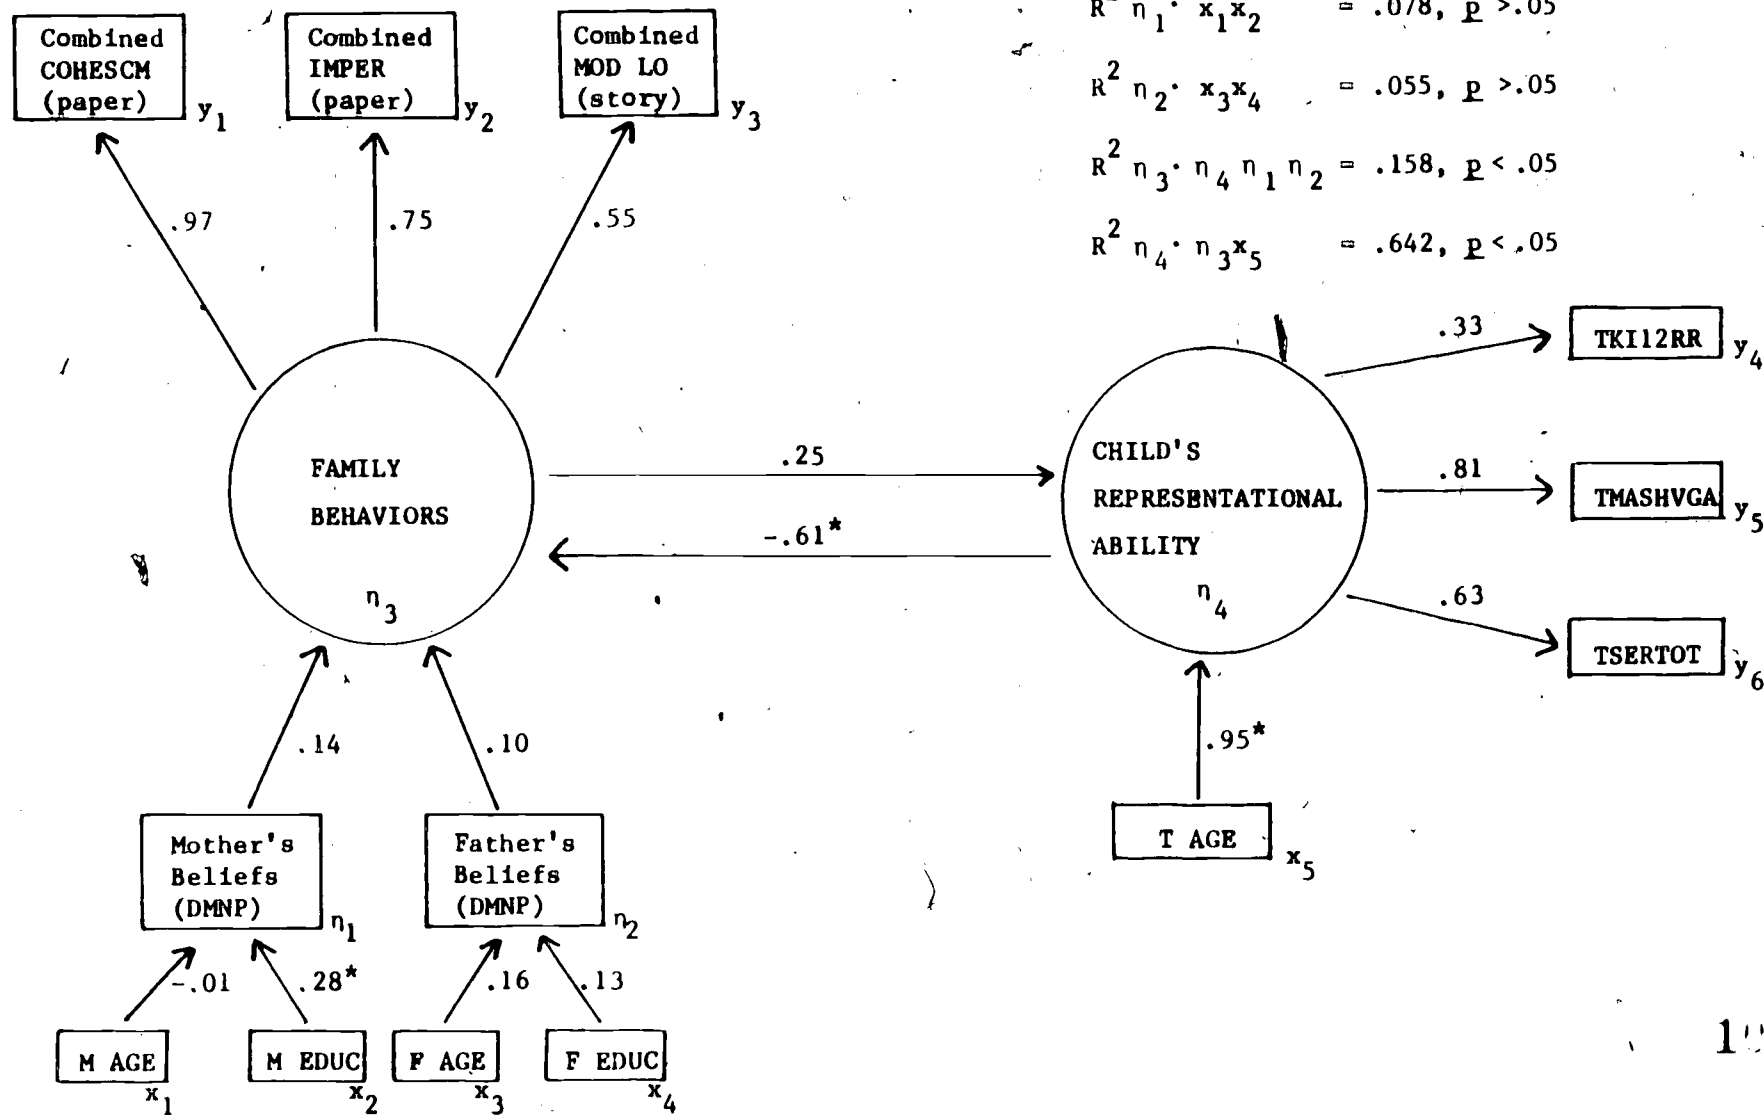 Combined
COHESCM
(paper)
y1
Combined
IMPER
(paper)
y2
Combined
MOD LO
(story)
y3
R2 η1· x1x2 = .078, p >.05
R2 η2· x3x4 = .055, p >.05
R2 η3· η4 η1 η2 = .158, p < .05
R2 η4· η3x5 = .642, p < .05
.97
.75
.55
FAMILY
BEHAVIORS
η3
.25
-.61*
CHILD'S
REPRESENTATIONAL
ABILITY
η4
.33
TKI12RR
y4
.81
TMASHVGA
y5
.63
TSERTOT
y6
.14
.10
.95*
T AGE
x5
Mother's
Beliefs
(DMNP)
η1
Father's
Beliefs
(DMNP)
η2
-.01
.28*
.16
.13
M AGE
x1
M EDUC
x2
F AGE
x3
F EDUC
x4